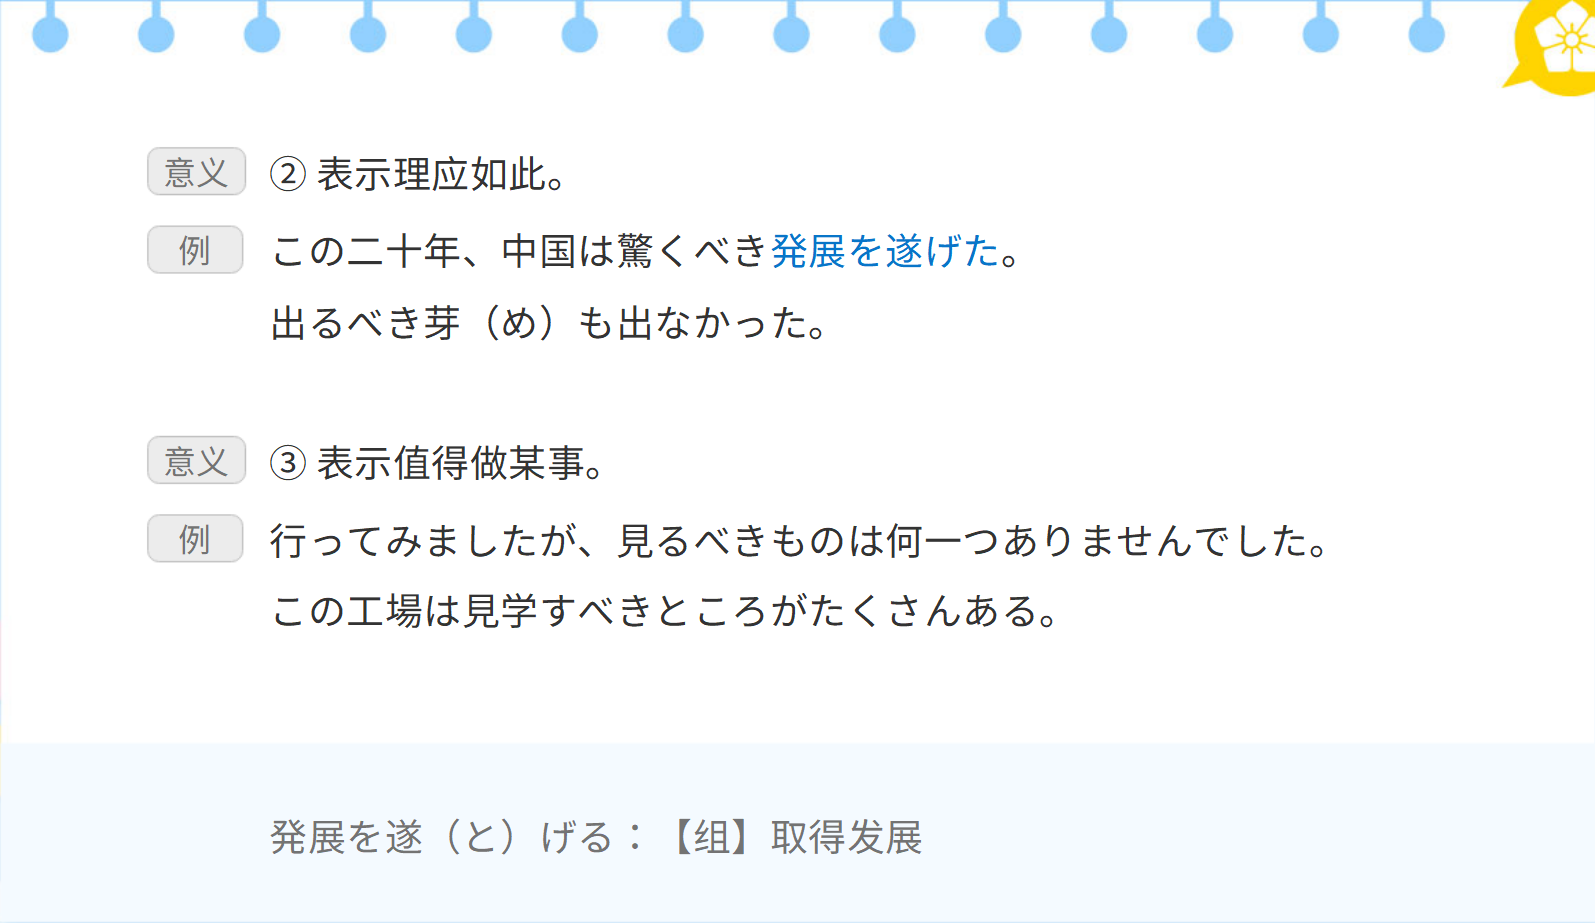 意义 ② 表示理应如此。
例 この二十年、中国は驚くべき発展を遂げた。
出るべき芽（め）も出なかった。
意义 ③ 表示值得做某事。
例 行ってみましたが、見るべきものは何一つありませんでした。
この工場は見学すべきところがたくさんある。
発展を遂（と）げる：【组】取得发展